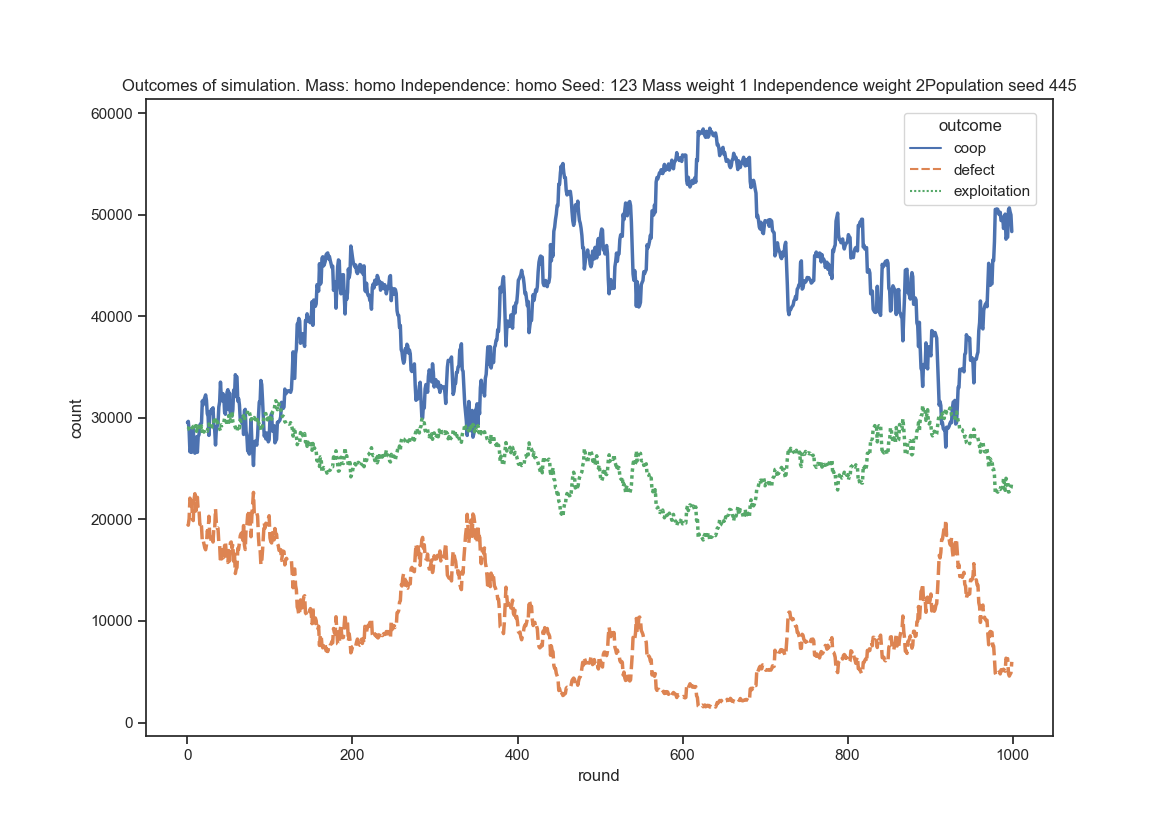 Outcomes of simulation. Mass: homo Independence: homo Seed: 123 Mass weight 1 Independence weight 2Population seed 445
60000
50000
40000
30000
20000
10000
0
count
outcome
coop
defect
exploitation
0
200
400
600
800
1000
round